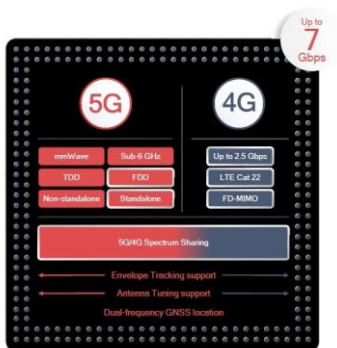 Up to
7
Gbps
5G
4G
mmWave
Sub-6 GHz
Up to 2.5 Gbps
TDD
FDD
LTE Cat 22
Non-standalone
Standalone
FD-MIMO
5G/4G Spectrum Sharing
Envelope Tracking support
Antenna Tuning support
Dual-frequency GNSS location